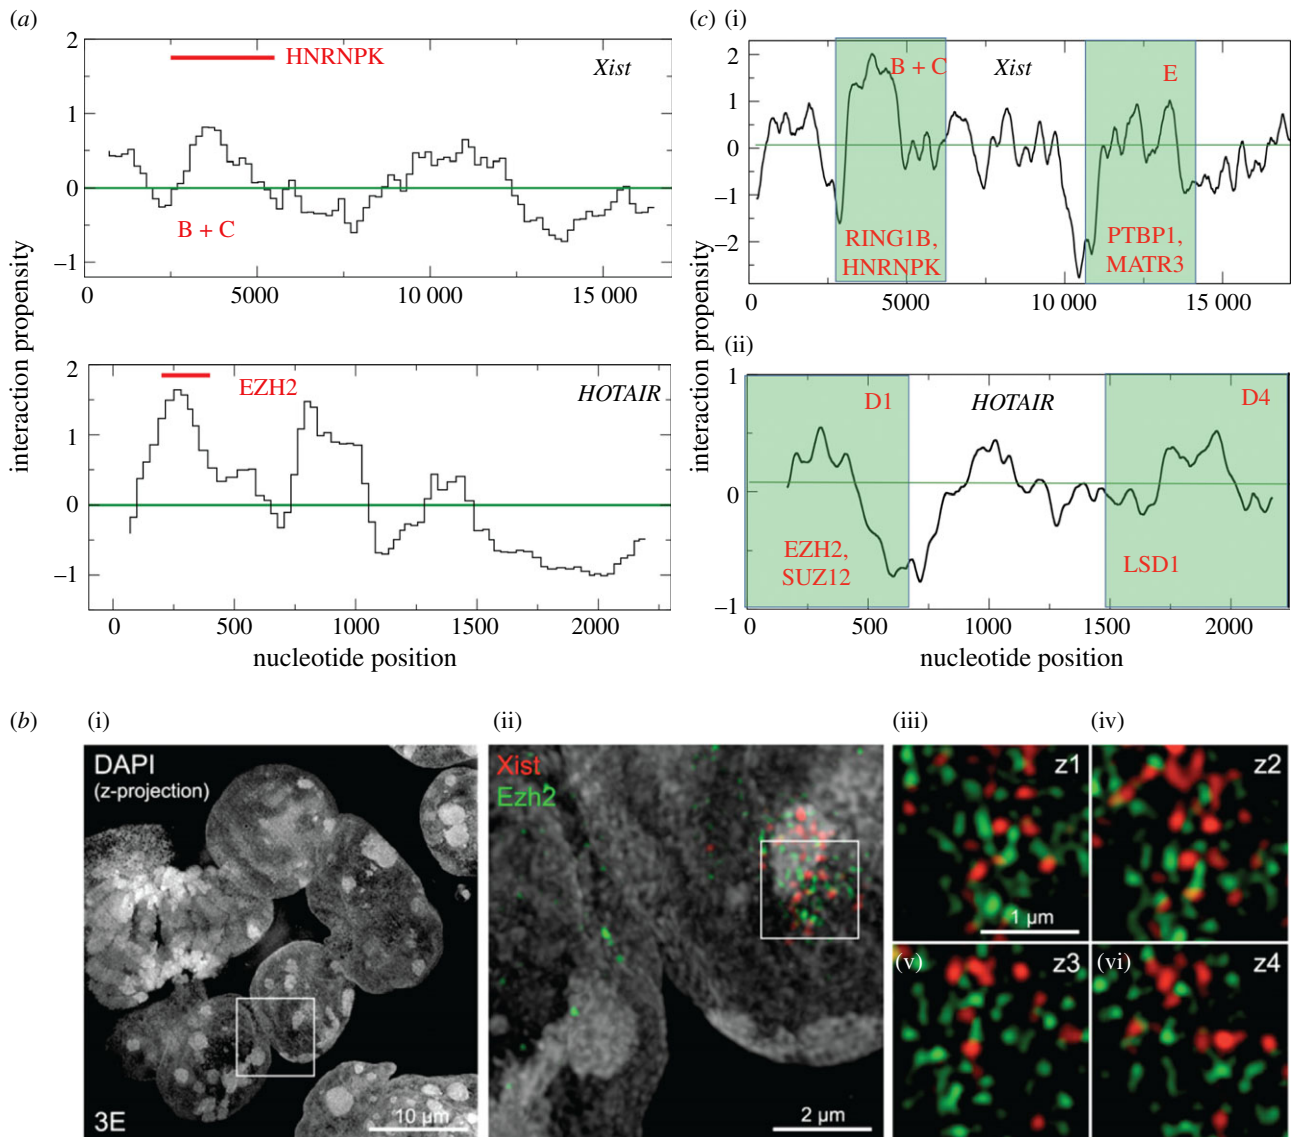 (a)
interaction propensity
2
1
0
−1
HNRNPK
Xist
B + C
0
5000
10 000
15 000
2
1
0
−1
EZH2
HOTAIR
0
500
1000
1500
2000
nucleotide position
(c) (i)
interaction propensity
2
1
0
−1
−2
B + C
Xist
E
RING1B,
HNRNPK
PTBP1,
MATR3
0
5000
10 000
15 000
(ii)
1
0
−1
D1
HOTAIR
D4
EZH2,
SUZ12
LSD1
0
500
1000
1500
2000
nucleotide position
(b)
(i)
DAPI
(z-projection)
3E
10 µm
(ii)
Xist
Ezh2
2 µm
(iii)
z1
1 µm
(iv)
z2
(v)
z3
(vi)
z4